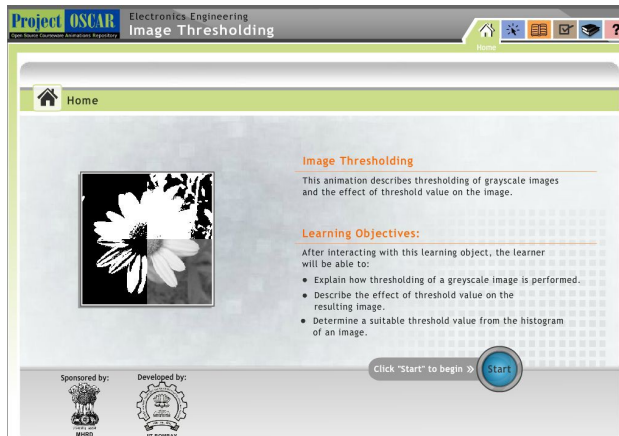 Project OSCAR
Open Source Courseware Animations Repository
Electronics Engineering
Image Thresholding
?
Home
Home
Image Thresholding
This animation describes thresholding of grayscale images
and the effect of threshold value on the image.
Learning Objectives:
After interacting with this learning object, the learner
will be able to:
• Explain how thresholding of a greyscale image is performed.
• Describe the effect of threshold value on the
resulting image.
• Determine a suitable threshold value from the histogram
of an image.
Click "Start" to begin »
Start
Sponsored by:
Developed by:
MHRD
IIT BOMBAY